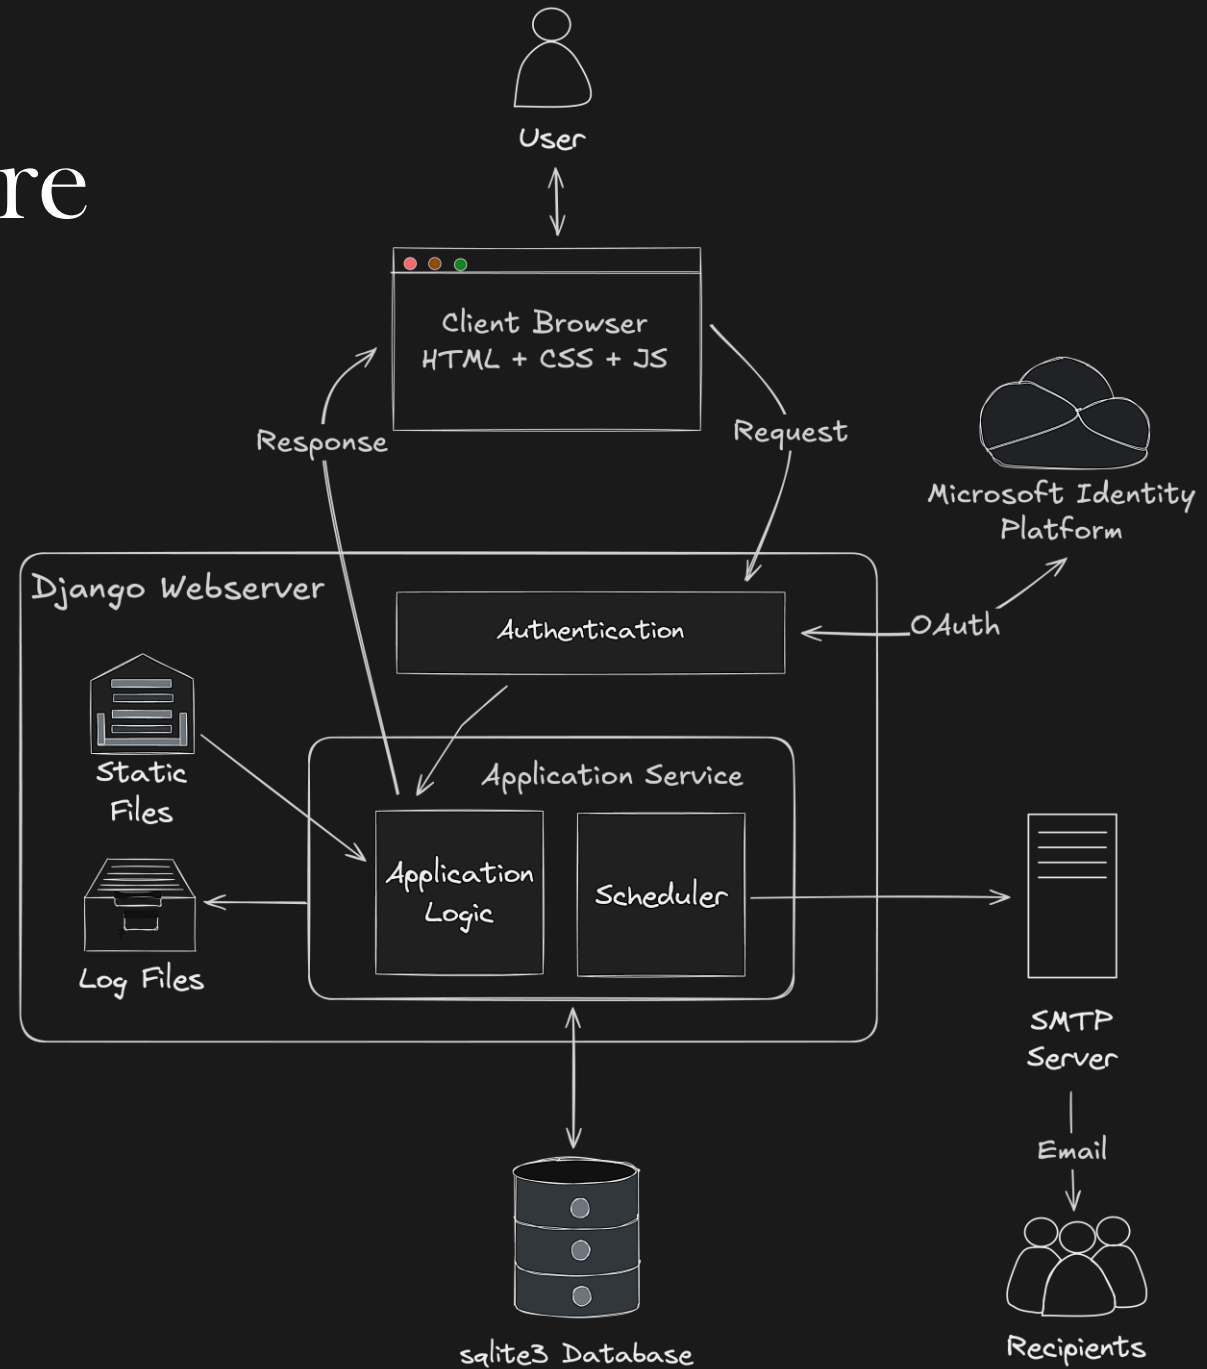 User
re
Client Browser
HTML + CSS + JS
Response
Request
Microsoft Identity
Platform
Django Webserver
Authentication
OAuth
Static
Files
Application Service
Application
Logic
Scheduler
Log Files
SMTP
Server
Email
sqlite3 Database
Recipients